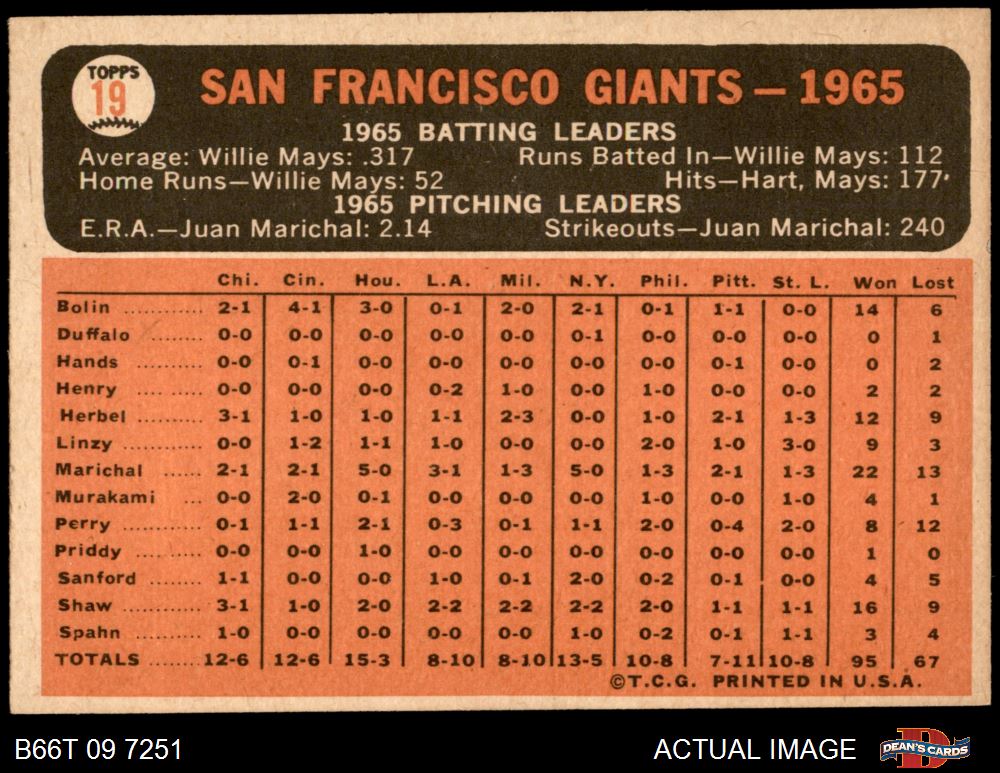 TOPPS
19
SAN FRANCISCO GIANTS — 1965
1965 BATTING LEADERS
Average: Willie Mays: .317 Runs Batted In—Willie Mays: 112
Home Runs—Willie Mays: 52 Hits—Hart, Mays: 177
1965 PITCHING LEADERS
E.R.A.—Juan Marichal: 2.14 Strikeouts—Juan Marichal: 240
Chi. Cin. Hou. L.A. Mil. N.Y. Phil. Pitt. St. L. Won Lost
Bolin ............ 2-1 4-1 3-0 0-1 2-0 2-1 0-1 1-1 0-0 14 6
Duffalo ........ 0-0 0-0 0-0 0-0 0-0 0-1 0-0 0-0 0-0 0 1
Hands .......... 0-0 0-1 0-0 0-0 0-0 0-0 0-0 0-1 0-0 0 2
Henry .......... 0-0 0-0 0-0 0-2 1-0 0-0 1-0 0-0 0-0 2 2
Herbel .......... 3-1 1-0 1-0 1-1 2-3 0-0 1-0 2-1 1-3 12 9
Linzy ............ 0-0 1-2 1-1 1-0 0-0 0-0 2-0 1-0 3-0 9 3
Marichal ...... 2-1 2-1 5-0 3-1 1-3 5-0 1-3 2-1 1-3 22 13
Murakami ... 0-0 2-0 0-1 0-0 0-0 0-0 1-0 0-0 1-0 4 1
Perry ............ 0-1 1-1 2-1 0-3 0-1 1-1 2-0 0-4 2-0 8 12
Priddy .......... 0-0 0-0 1-0 0-0 0-0 0-0 0-0 0-0 0-0 1 0
Sanford ........ 1-1 0-0 0-0 1-0 0-1 2-0 0-2 0-1 0-0 4 5
Shaw ............ 3-1 1-0 2-0 2-2 2-2 2-2 2-0 1-1 1-1 16 9
Spahn .......... 1-0 0-0 0-0 0-0 0-0 1-0 0-2 0-1 1-1 3 4
TOTALS ....... 12-6 12-6 15-3 8-10 8-10 13-5 10-8 7-11 10-8 95 67
©T.C.G. PRINTED IN U.S.A.
B66T 09 7251 ACTUAL IMAGE DEAN'S CARDS